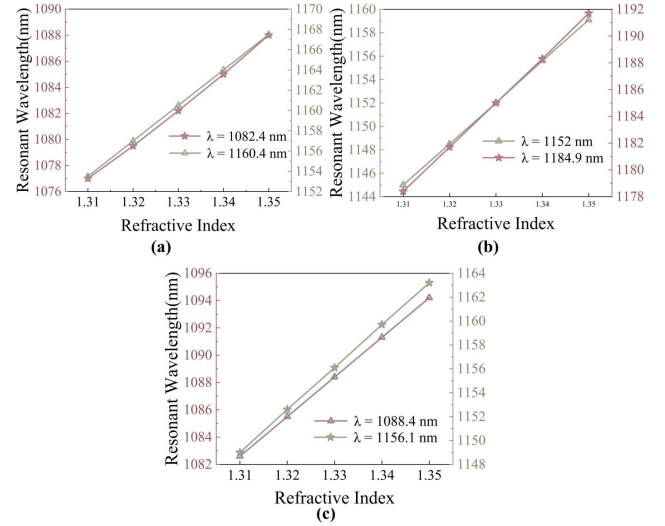 1090
1088
1086
1084
1082
1080
1078
1076
Resonant Wavelength(nm)
1170
1168
1166
1164
1162
1160
1158
1156
1154
1152
λ = 1082.4 nm
λ = 1160.4 nm
1.31 1.32 1.33 1.34 1.35
Refractive Index
(a)
1160
1158
1156
1154
1152
1150
1148
1146
1144
Resonant Wavelength(nm)
1192
1190
1188
1186
1184
1182
1180
1178
λ = 1152 nm
λ = 1184.9 nm
1.31 1.32 1.33 1.34 1.35
Refractive Index
(b)
1096
1094
1092
1090
1088
1086
1084
1082
Resonant Wavelength(nm)
1164
1162
1160
1158
1156
1154
1152
1150
1148
λ = 1088.4 nm
λ = 1156.1 nm
1.31 1.32 1.33 1.34 1.35
Refractive Index
(c)